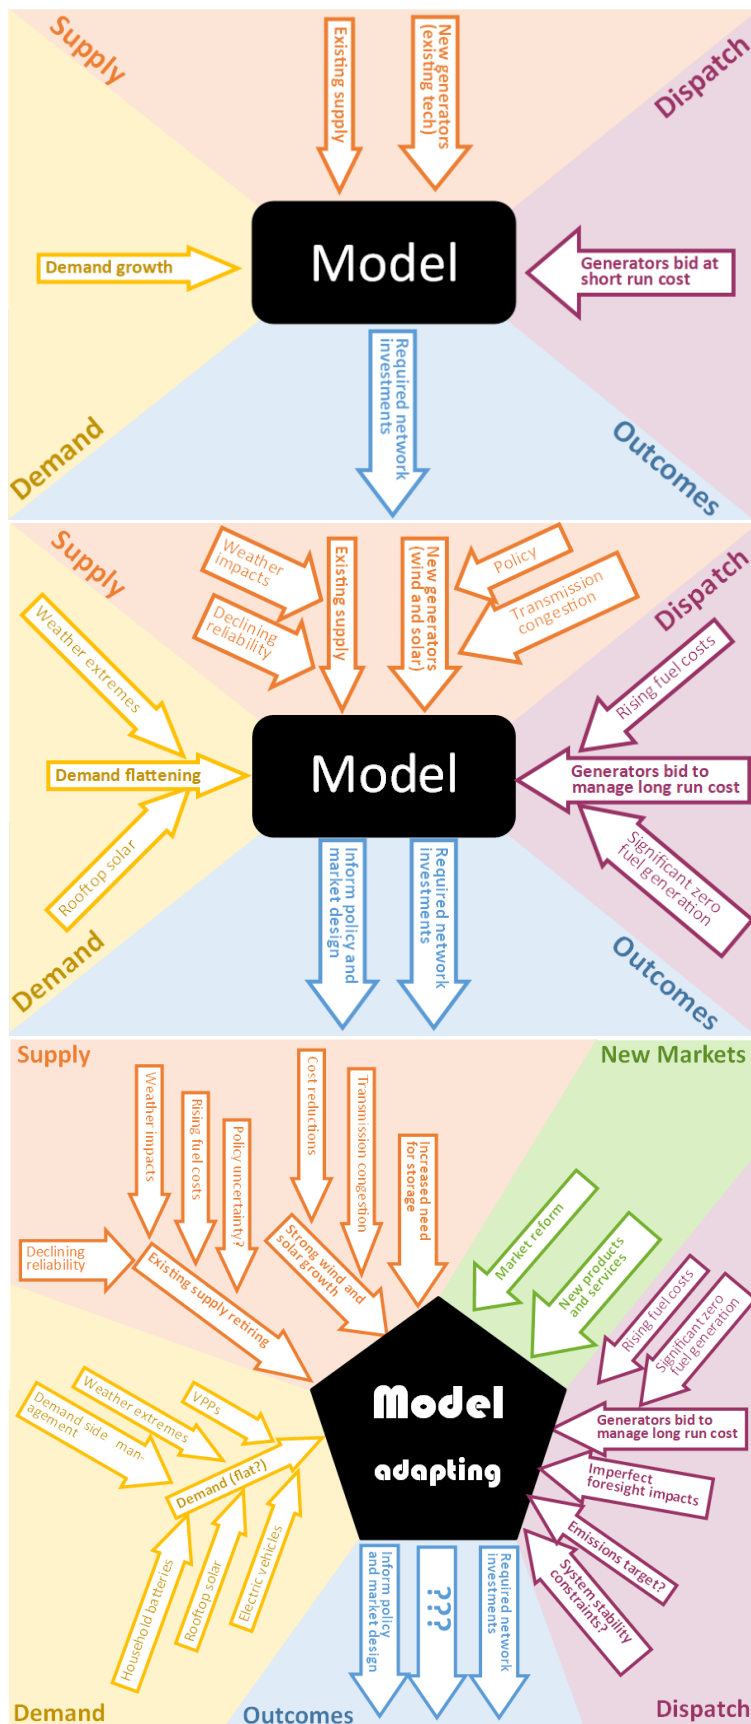 Supply
Existing supply
New generators
(existing tech)
Dispatch
Demand growth
Model
Generators bid at
short run cost
Required network
investments
Demand
Outcomes
Supply
Weather
impacts
Declining
reliability
Existing supply
New generators
(wind and solar)
Policy
Transmission
congestion
Dispatch
Weather extremes
Demand flattening
Rooftop solar
Model
Rising fuel costs
Generators bid to
manage long run cost
Significant zero
fuel generation
Inform policy and
market design
Required network
investments
Demand
Outcomes
Supply
New Markets
Weather impacts
Rising fuel costs
Policy uncertainty?
Cost reductions
Transmission congestion
Increased need
for storage
Declining
reliability
Existing supply retiring
Strong wind and
solar growth
Market reform
New products
and services
Rising fuel costs
Significant zero
fuel generation
Generators bid to
manage long run cost
Imperfect
foresight impacts
Emissions target?
System stability
constraints?
Model
adapting
VPPs
Weather extremes
Demand side man-
agement
Demand (flat?)
Household batteries
Rooftop solar
Electric vehicles
Inform policy
and market design
???
Required network
investments
Demand
Outcomes
Dispatch